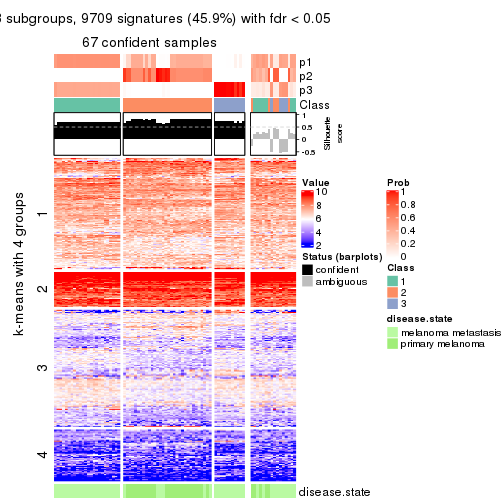 3 subgroups, 9709 signatures (45.9%) with fdr < 0.05
67 confident samples
p1
p2
p3
Class
1
0.5
0
-0.5
Silhouette
score
k-means with 4 groups
1
2
3
4
disease.state
Value
10
8
6
4
2
Status (barplots)
confident
ambiguous
Prob
1
0.8
0.6
0.4
0.2
0
Class
1
2
3
disease.state
melanoma metastasis
primary melanoma